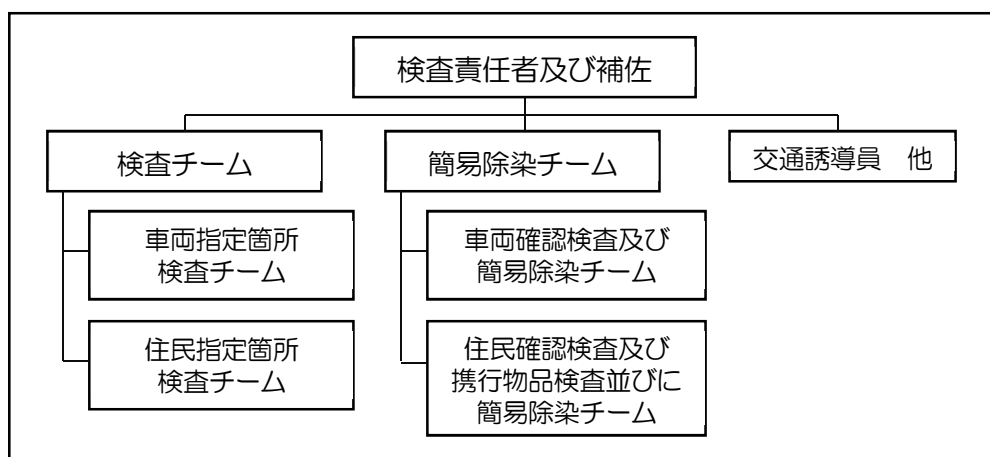 検査責任者及び補佐
検査チーム
簡易除染チーム
交通誘導員　他
車両指定箇所
検査チーム
車両確認検査及び
簡易除染チーム
住民指定箇所
検査チーム
住民確認検査及び
携行物品検査並びに
簡易除染チーム